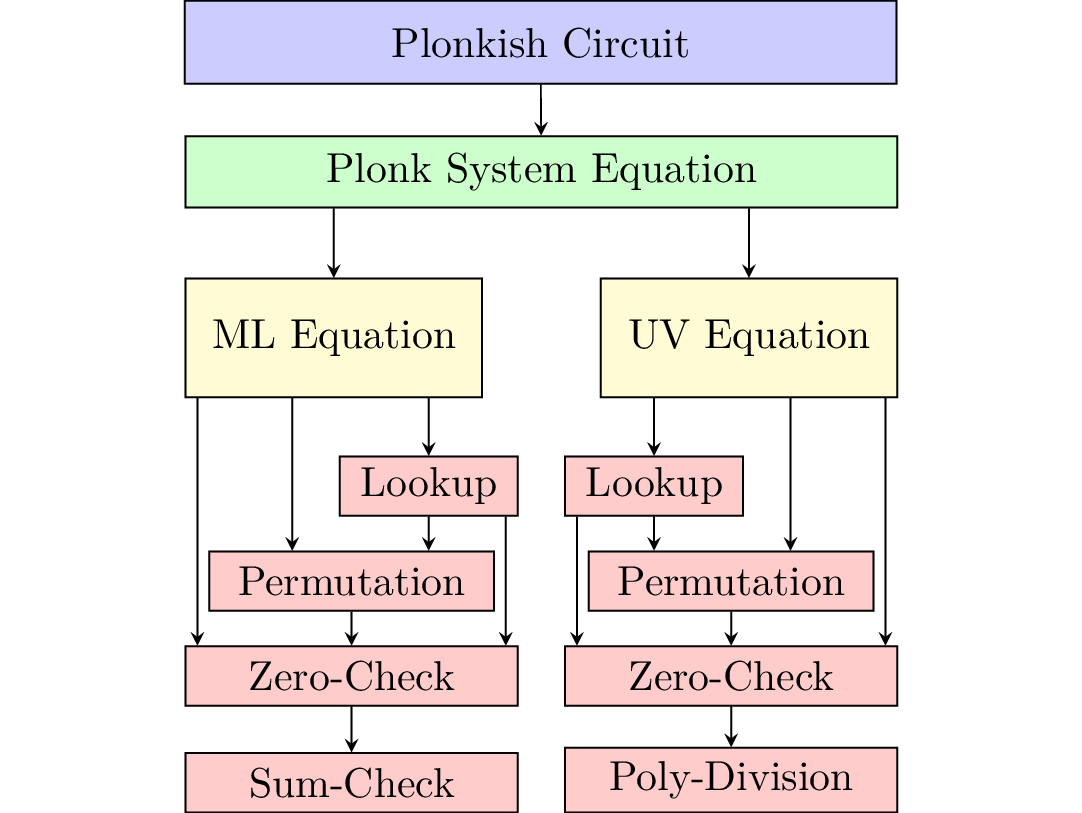 Plonkish Circuit
Plonk System Equation
ML Equation
UV Equation
Lookup
Lookup
Permutation
Permutation
Zero-Check
Zero-Check
Sum-Check
Poly-Division